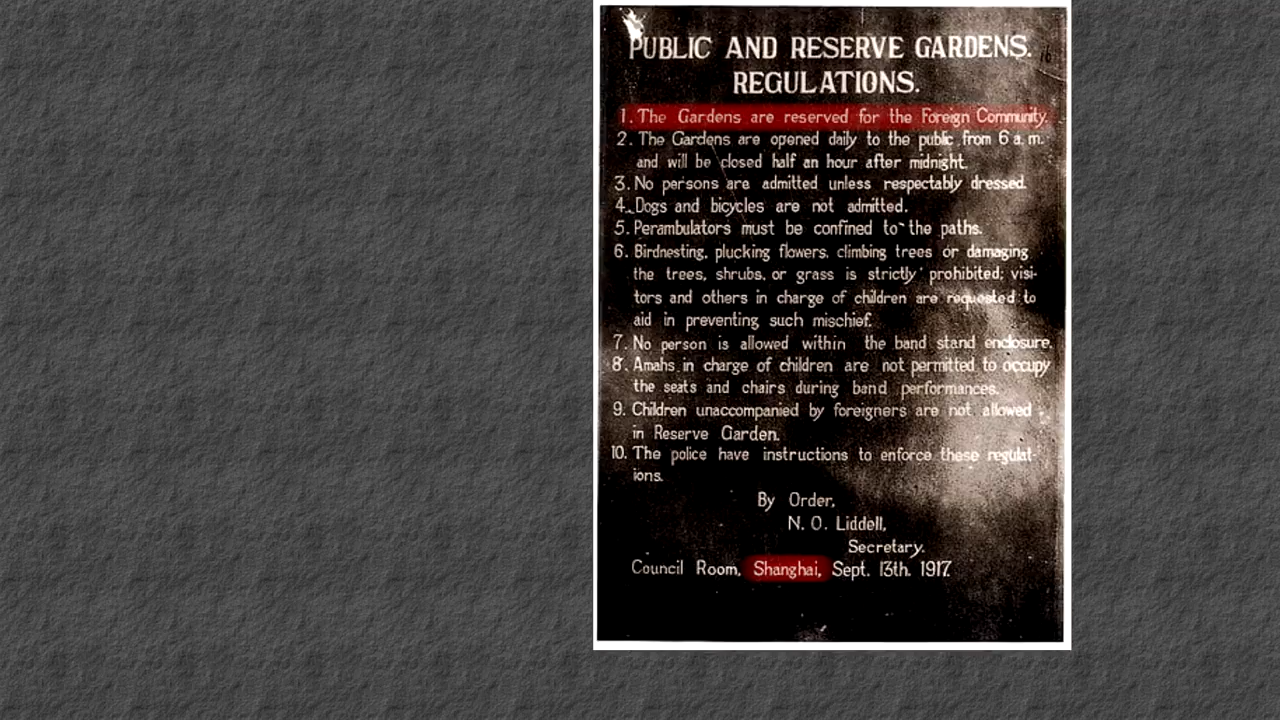 PUBLIC AND RESERVE GARDENS.
REGULATIONS.
1. The Gardens are reserved for the Foreign Community.
2. The Gardens are opened daily to the public from 6 a.m.
and will be closed half an hour after midnight.
3. No persons are admitted unless respectably dressed.
4. Dogs and bicycles are not admitted.
5. Perambulators must be confined to the paths.
6. Birdnesting, plucking flowers, climbing trees or damaging
the trees, shrubs, or grass is strictly prohibited; visi-
tors and others in charge of children are requested to
aid in preventing such mischief.
7. No person is allowed within the band stand enclosure.
8. Amahs in charge of children are not permitted to occupy
the seats and chairs during band performances.
9. Children unaccompanied by foreigners are not allowed
in Reserve Garden.
10. The police have instructions to enforce these regulat-
ions.
By Order,
N. O. Liddell,
Secretary.
Council Room, Shanghai, Sept. 13th. 1917.